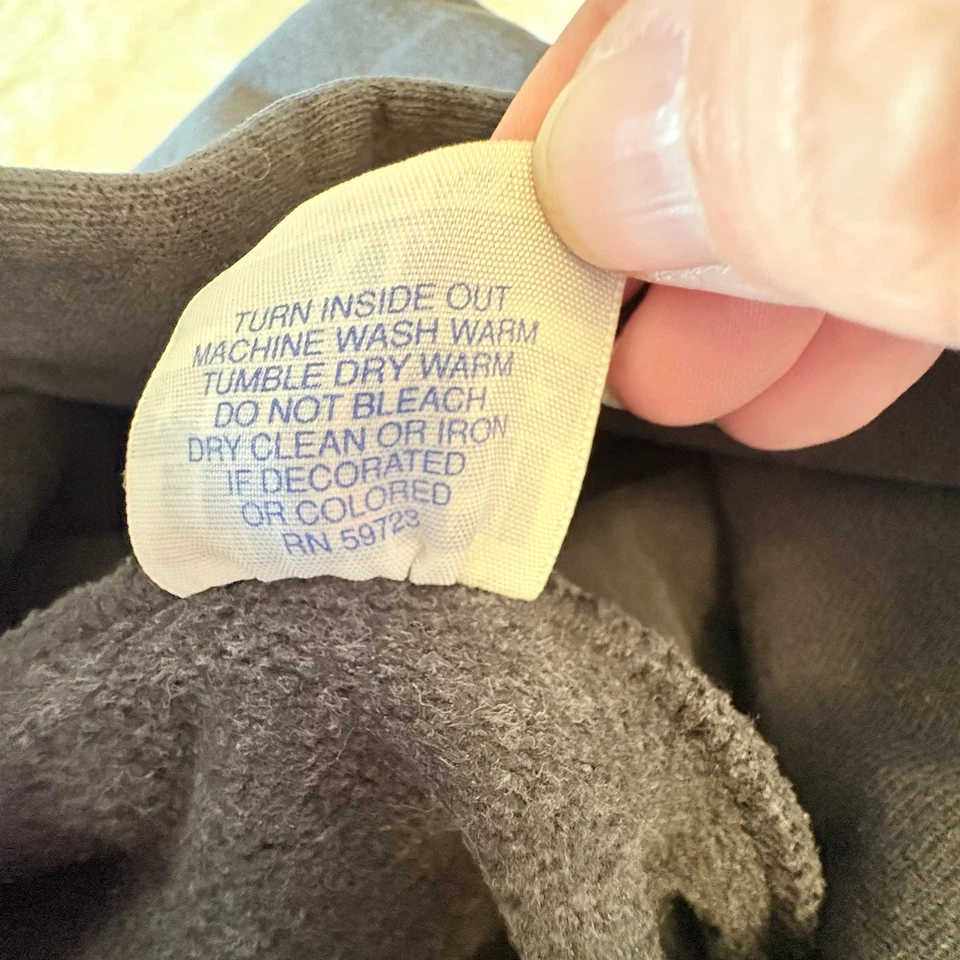 TURN INSIDE OUT
MACHINE WASH WARM
TUMBLE DRY WARM
DO NOT BLEACH
DRY CLEAN OR IRON
IF DECORATED
OR COLORED
RN 59723